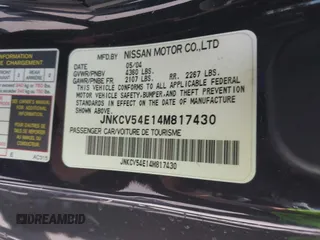 MFD.BY NISSAN MOTOR CO.,LTD
DATE 05/04
GVWR/PNBV 4360 LBS.
GAWR/PNBE FR. 2107 LBS. RR. 2267 LBS.
THIS VEHICLE CONFORMS TO ALL APPLICABLE FEDERAL
MOTOR VEHICLE SAFETY,BUMPER,AND THEFT PREVENTION
STANDARDS IN EFFECT ON THE DATE OF MANUFACTURE
SHOWN ABOVE.
JNKCV54E14M817430
PASSENGER CAR/VOITURE DE TOURISME
JNKCV54E14M817430
REAR
© DREAMBID